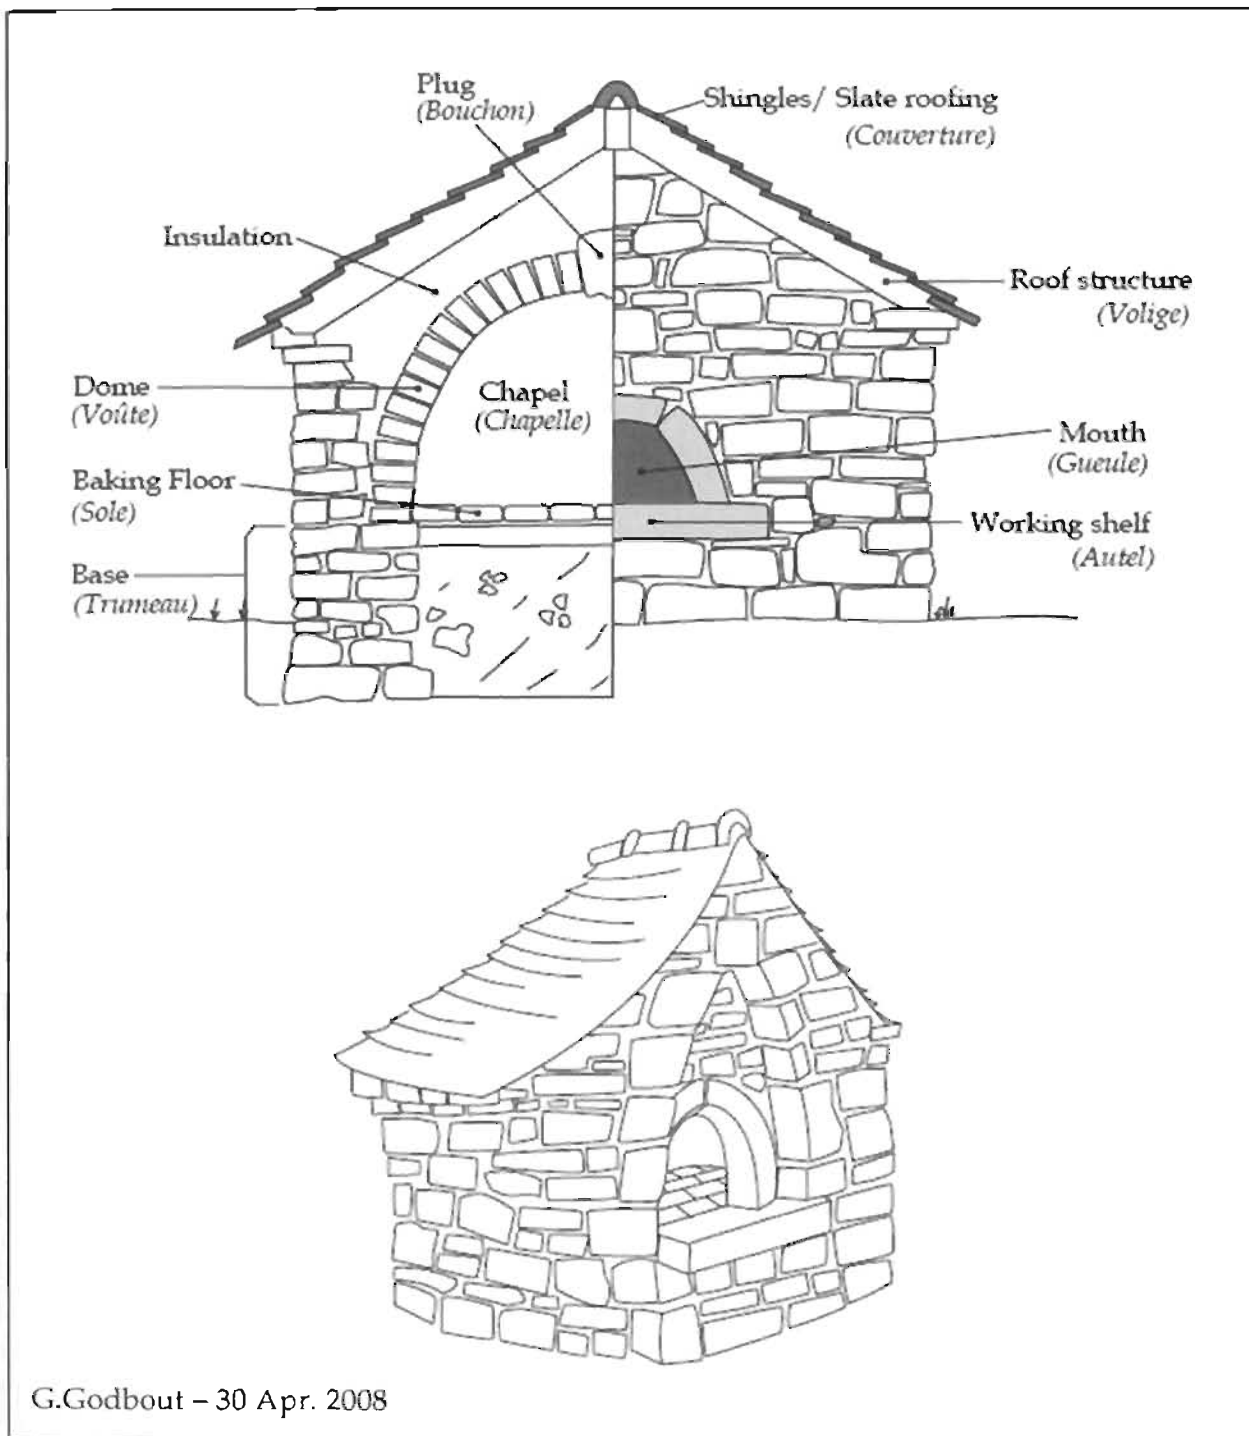 Plug
(Bouchon)
Shingles/ Slate roofing
(Couverture)
Insulation
Roof structure
(Volige)
Dome
(Voûte)
Chapel
(Chapelle)
Mouth
(Gueule)
Baking Floor
(Sole)
Working shelf
(Autel)
Base
(Trumeau)
G.Godbout – 30 Apr. 2008